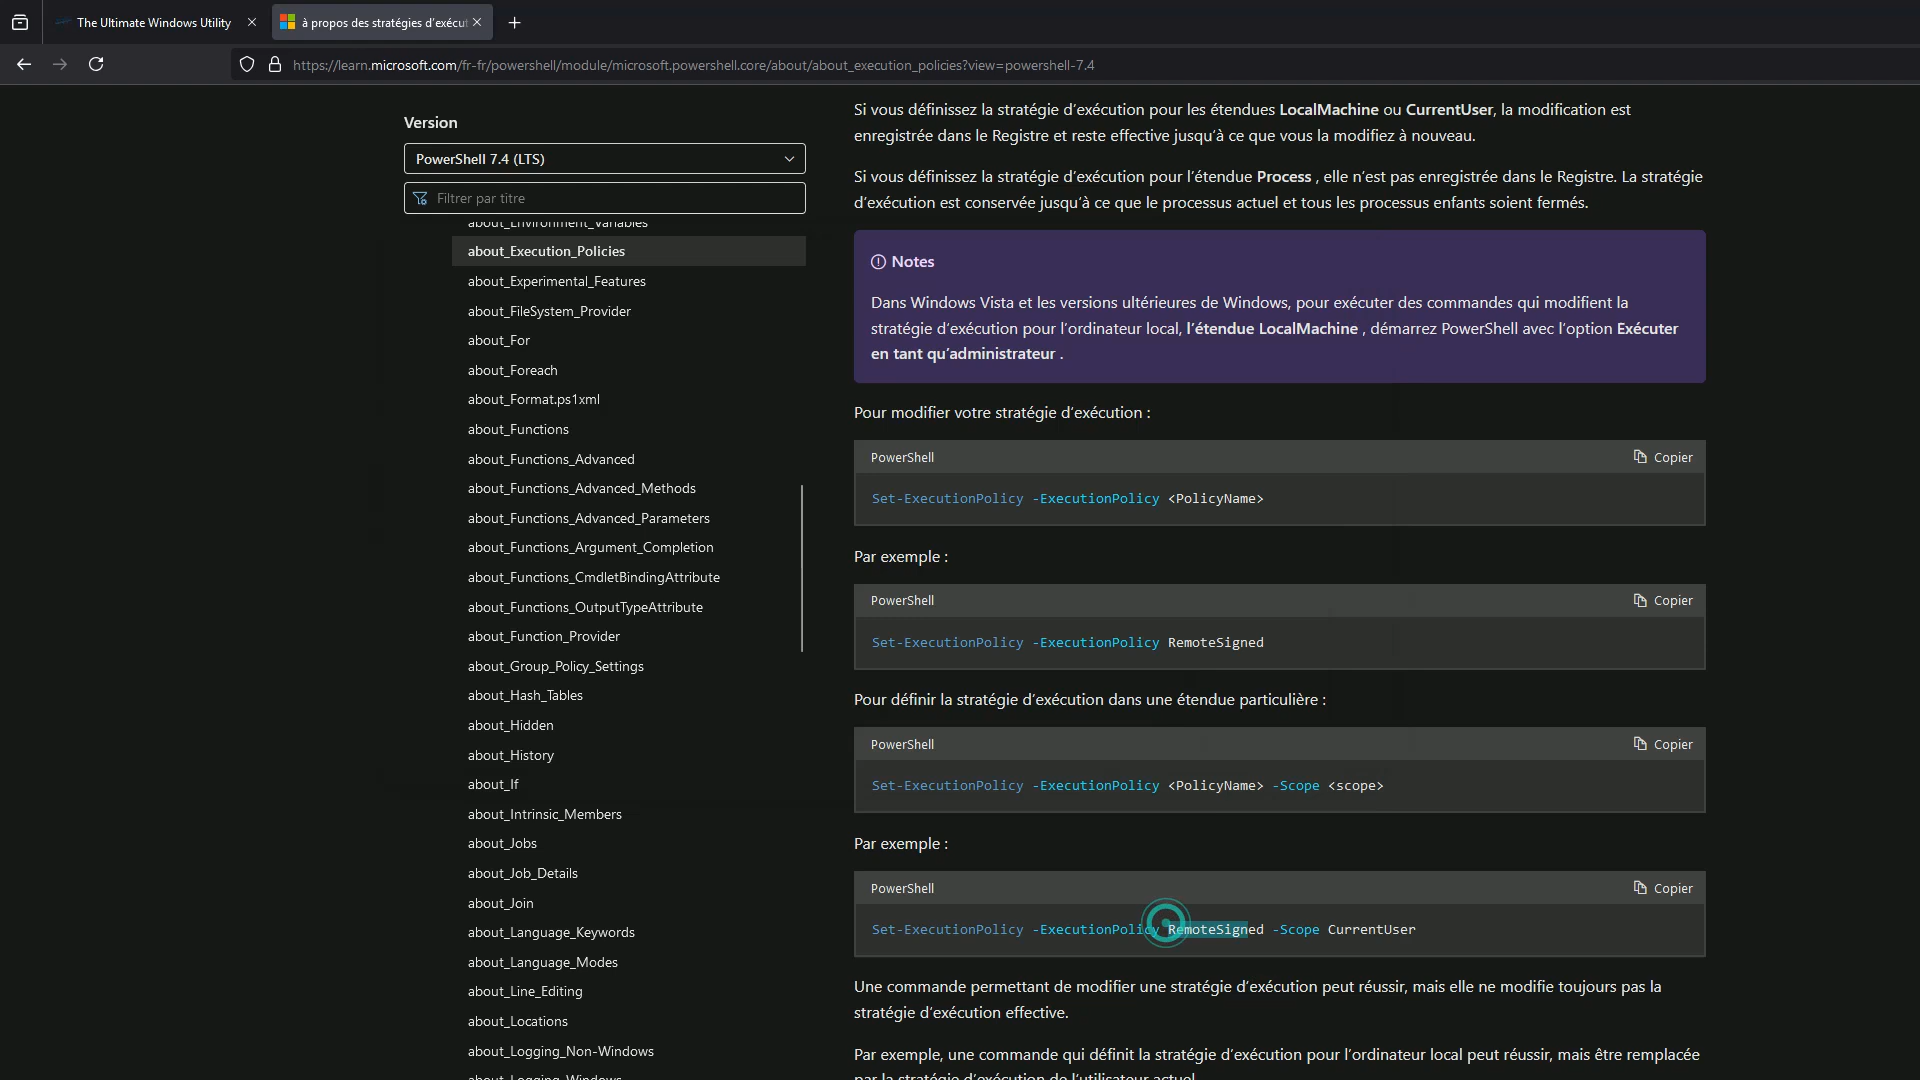 The Ultimate Windows Utility
à propos des stratégies d'exécut
https://learn.microsoft.com/fr-fr/powershell/module/microsoft.powershell.core/about/about_execution_policies?view=powershell-7.4
Version
PowerShell 7.4 (LTS)
Filtrer par titre
about_Environment_Variables
about_Execution_Policies
about_Experimental_Features
about_FileSystem_Provider
about_For
about_Foreach
about_Format.ps1xml
about_Functions
about_Functions_Advanced
about_Functions_Advanced_Methods
about_Functions_Advanced_Parameters
about_Functions_Argument_Completion
about_Functions_CmdletBindingAttribute
about_Functions_OutputTypeAttribute
about_Function_Provider
about_Group_Policy_Settings
about_Hash_Tables
about_Hidden
about_History
about_If
about_Intrinsic_Members
about_Jobs
about_Job_Details
about_Join
about_Language_Keywords
about_Language_Modes
about_Line_Editing
about_Locations
about_Logging_Non-Windows
about_Logging_Windows
Si vous définissez la stratégie d'exécution pour les étendues LocalMachine ou CurrentUser, la modification est
enregistrée dans le Registre et reste effective jusqu'à ce que vous la modifiez à nouveau.
Si vous définissez la stratégie d'exécution pour l'étendue Process , elle n'est pas enregistrée dans le Registre. La stratégie
d'exécution est conservée jusqu'à ce que le processus actuel et tous les processus enfants soient fermés.
Notes
Dans Windows Vista et les versions ultérieures de Windows, pour exécuter des commandes qui modifient la
stratégie d'exécution pour l'ordinateur local, l'étendue LocalMachine , démarrez PowerShell avec l'option Exécuter
en tant qu'administrateur .
Pour modifier votre stratégie d'exécution :
PowerShell
Copier
Set-ExecutionPolicy -ExecutionPolicy <PolicyName>
Par exemple :
PowerShell
Copier
Set-ExecutionPolicy -ExecutionPolicy RemoteSigned
Pour définir la stratégie d'exécution dans une étendue particulière :
PowerShell
Copier
Set-ExecutionPolicy -ExecutionPolicy <PolicyName> -Scope <scope>
Par exemple :
PowerShell
Copier
Set-ExecutionPolicy -ExecutionPolicy RemoteSigned -Scope CurrentUser
Une commande permettant de modifier une stratégie d'exécution peut réussir, mais elle ne modifie toujours pas la
stratégie d'exécution effective.
Par exemple, une commande qui définit la stratégie d'exécution pour l'ordinateur local peut réussir, mais être remplacée
par la stratégie d'exécution de l'utilisateur actuel.